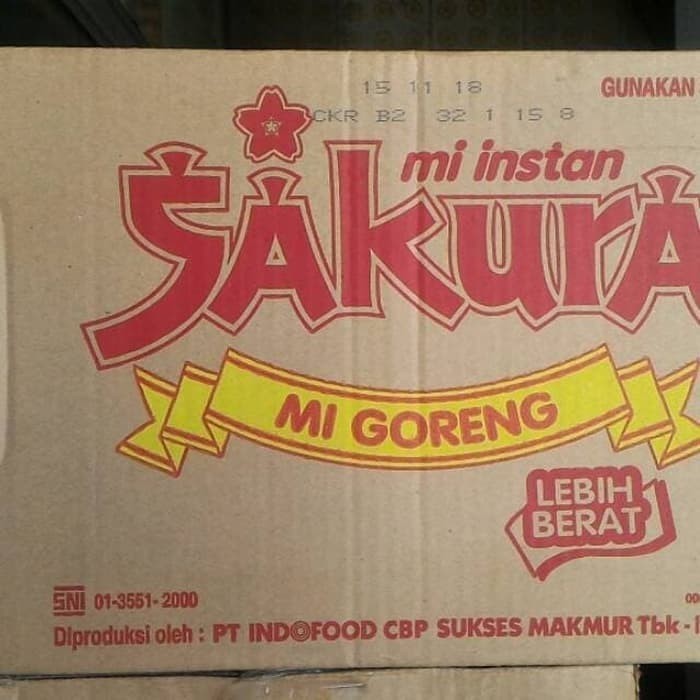 15 11 18
GUNAKAN
CKR B2 32 1 15 8
mi instan
Sakura
MI GORENG
LEBIH
BERAT
SNI 01-3551-2000
Diproduksi oleh : PT INDOFOOD CBP SUKSES MAKMUR Tbk -